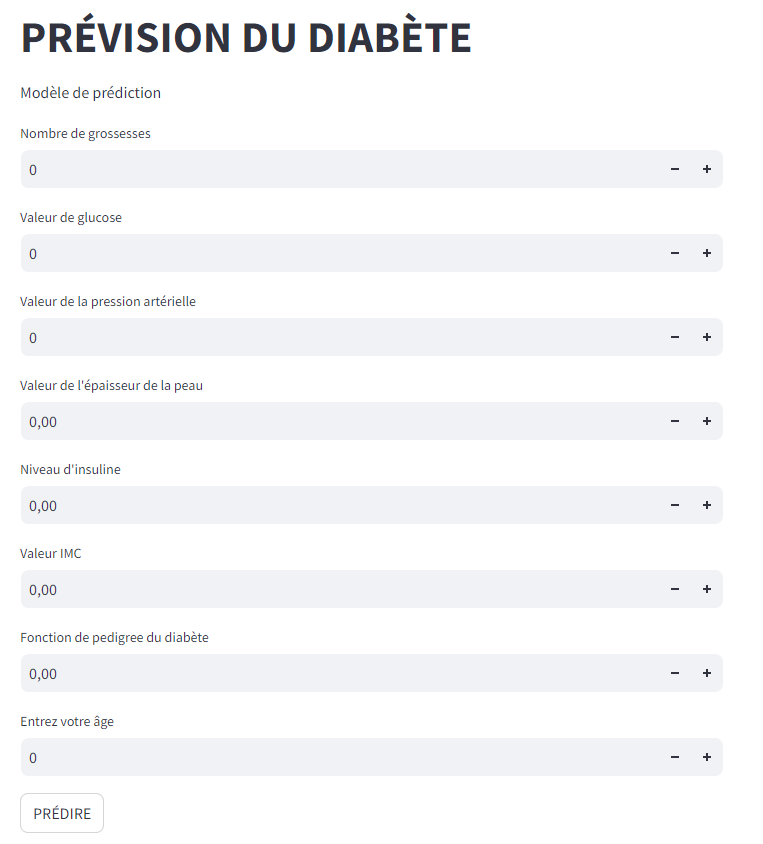 PRÉVISION DU DIABÈTE
Modèle de prédiction
Nombre de grossesses
0 − +
Valeur de glucose
0 − +
Valeur de la pression artérielle
0 − +
Valeur de l'épaisseur de la peau
0,00 − +
Niveau d'insuline
0,00 − +
Valeur IMC
0,00 − +
Fonction de pedigree du diabète
0,00 − +
Entrez votre âge
0 − +
PRÉDIRE